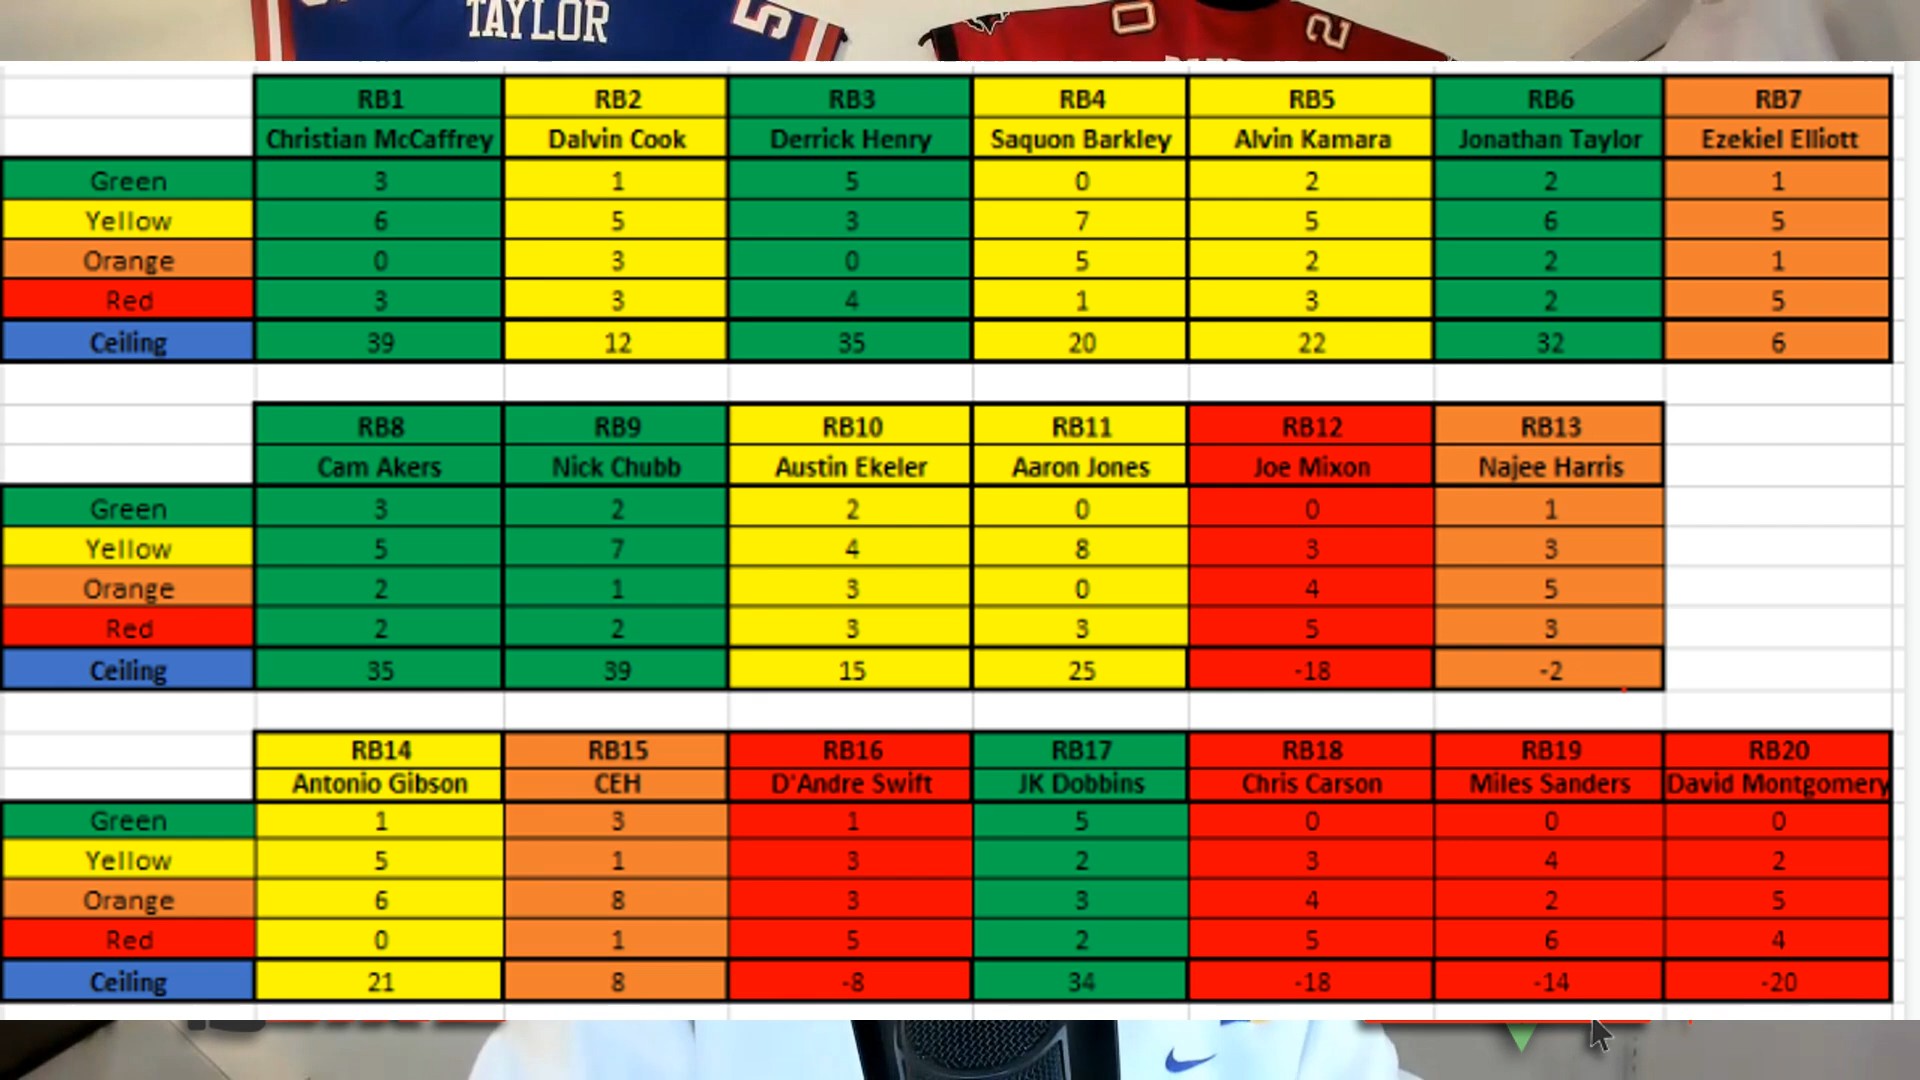 TAYLOR 5
0 2
RB1 RB2 RB3 RB4 RB5 RB6 RB7
Christian McCaffrey Dalvin Cook Derrick Henry Saquon Barkley Alvin Kamara Jonathan Taylor Ezekiel Elliott
Green 3 1 5 0 2 2 1
Yellow 6 5 3 7 5 6 5
Orange 0 3 0 5 2 2 1
Red 3 3 4 1 3 2 5
Ceiling 39 12 35 20 22 32 6
RB8 RB9 RB10 RB11 RB12 RB13
Cam Akers Nick Chubb Austin Ekeler Aaron Jones Joe Mixon Najee Harris
Green 3 2 2 0 0 1
Yellow 5 7 4 8 3 3
Orange 2 1 3 0 4 5
Red 2 2 3 3 5 3
Ceiling 35 39 15 25 -18 -2
RB14 RB15 RB16 RB17 RB18 RB19 RB20
Antonio Gibson CEH D'Andre Swift JK Dobbins Chris Carson Miles Sanders David Montgomery
Green 1 3 1 5 0 0 0
Yellow 5 1 3 2 3 4 2
Orange 6 8 3 3 4 2 5
Red 0 1 5 2 5 6 4
Ceiling 21 8 -8 34 -18 -14 -20